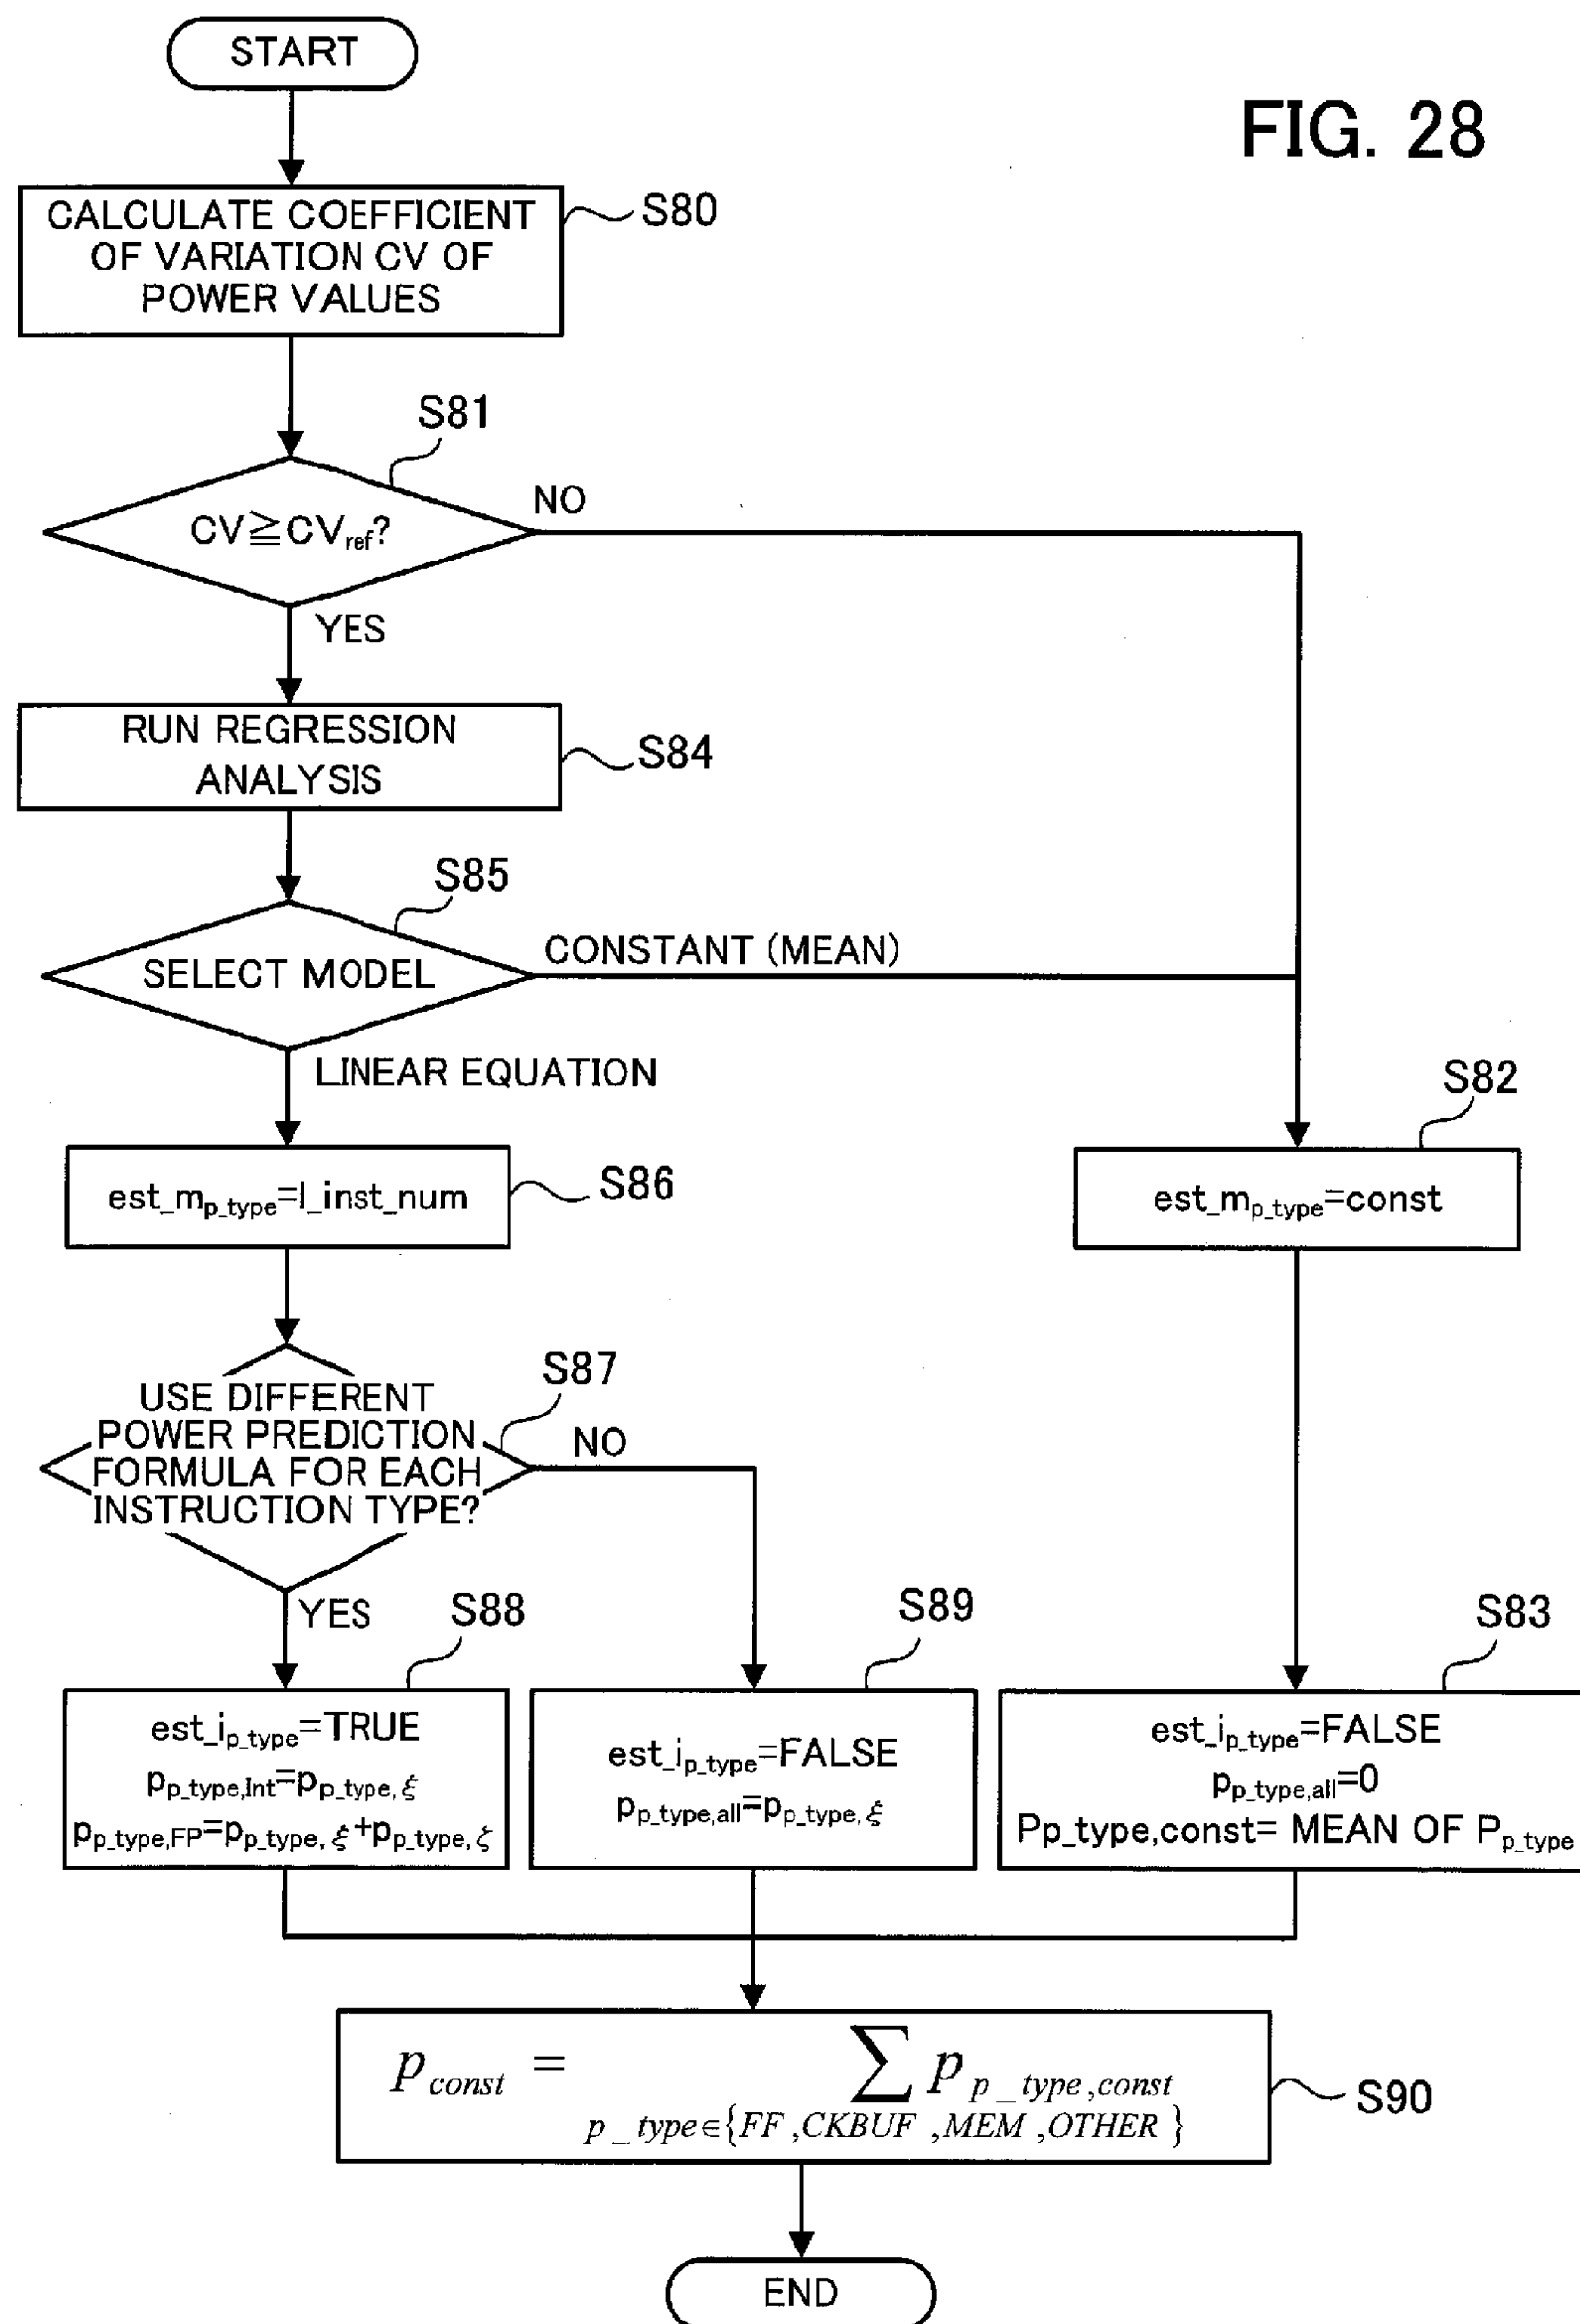 START
FIG. 28
CALCULATE COEFFICIENT
OF VARIATION CV OF
POWER VALUES
S80
S81
CV≧CVref?
NO
YES
RUN REGRESSION
ANALYSIS
S84
S85
SELECT MODEL
CONSTANT (MEAN)
LINEAR EQUATION
S82
est_mp_type=I_inst_num
S86
est_mp_type=const
S87
USE DIFFERENT
POWER PREDICTION
FORMULA FOR EACH
INSTRUCTION TYPE?
NO
YES
S88
S89
S83
est_ip_type=TRUE
pp_type,Int=pp_type,ξ
pp_type,FP=pp_type,ξ+pp_type,ζ
est_ip_type=FALSE
pp_type,all=pp_type,ξ
est_ip_type=FALSE
pp_type,all=0
Pp_type,const= MEAN OF Pp_type
pconst = ∑ pp_type,const
p_type∈{FF,CKBUF,MEM,OTHER}
S90
END